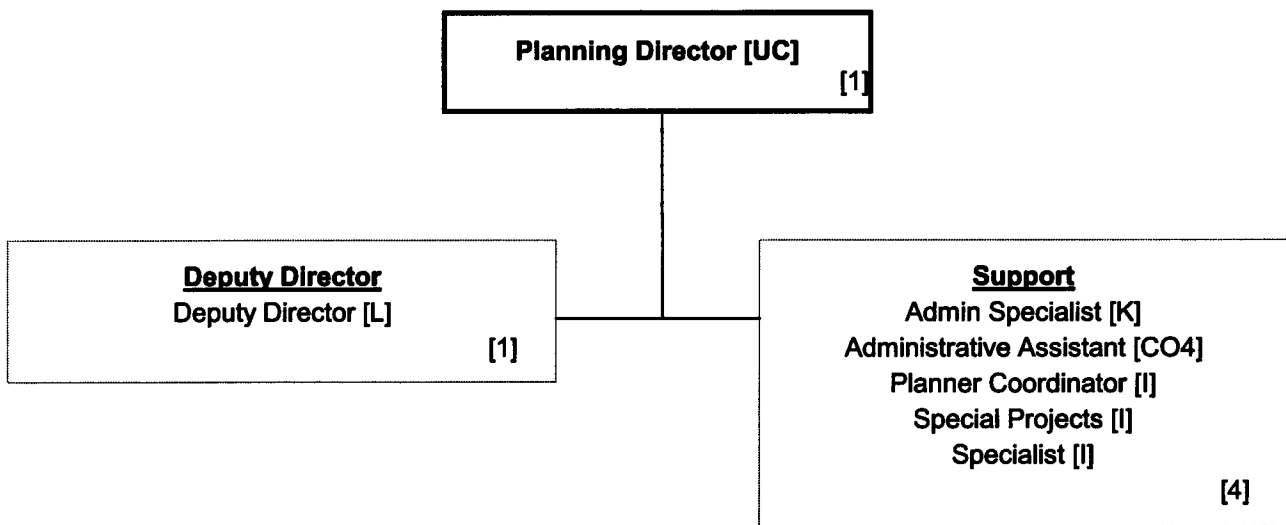 Planning Director [UC]
[1]
Deputy Director
Deputy Director [L]
[1]
Support
Admin Specialist [K]
Administrative Assistant [CO4]
Planner Coordinator [I]
Special Projects [I]
Specialist [I]
[4]